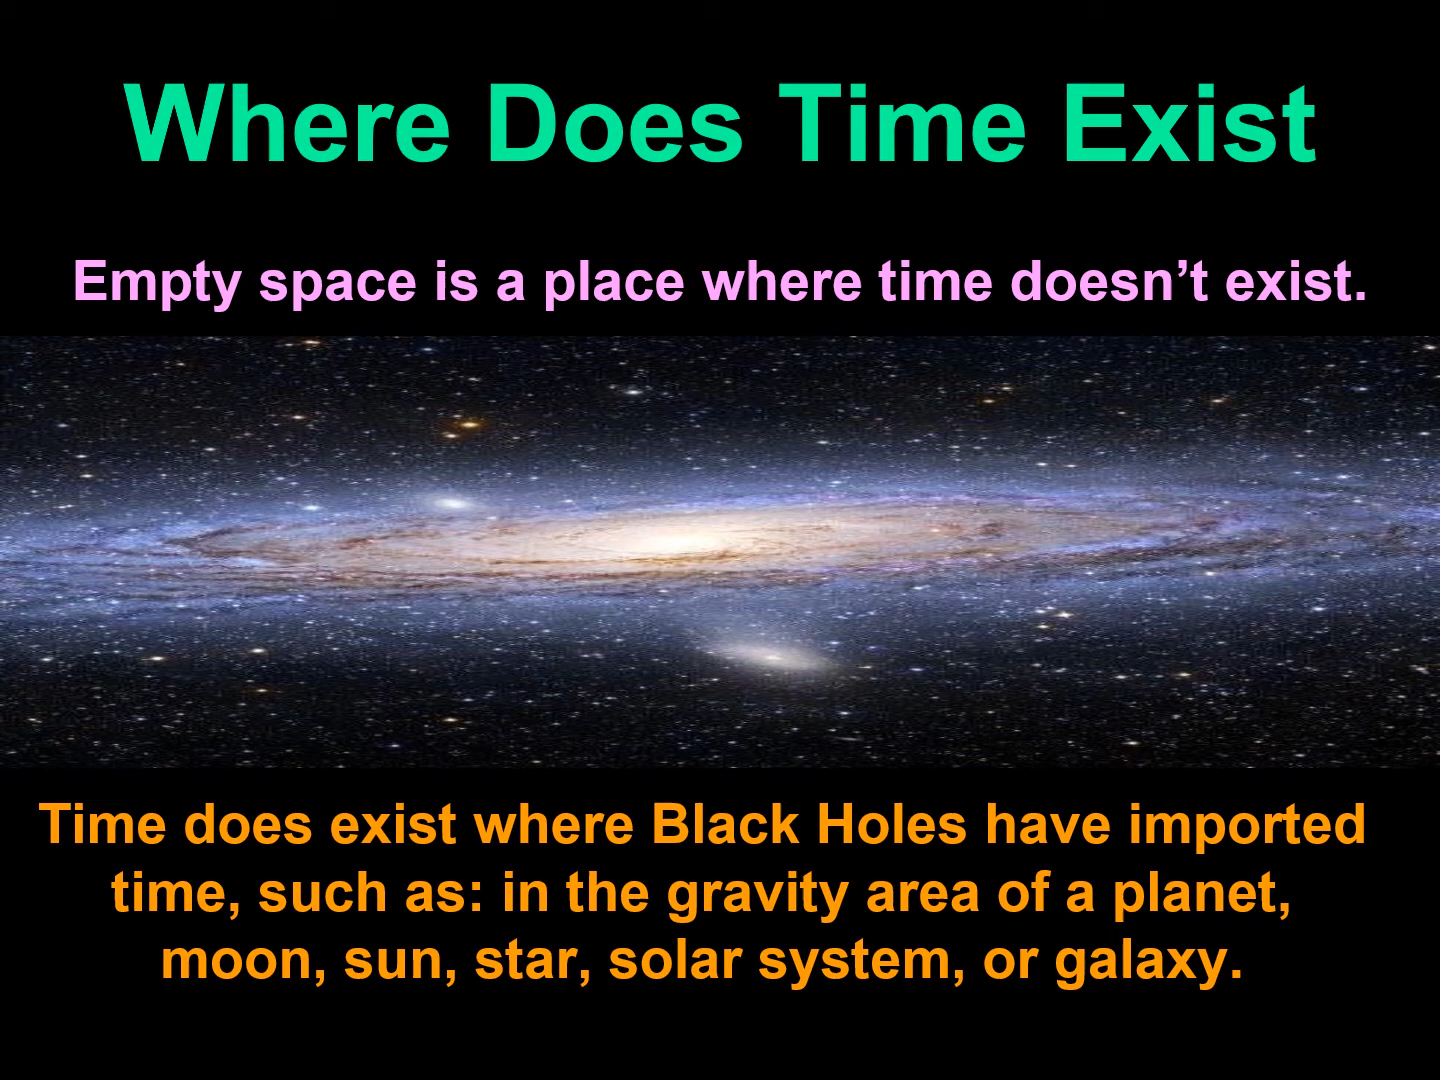 Where Does Time Exist
Empty space is a place where time doesn’t exist.
Time does exist where Black Holes have imported
time, such as: in the gravity area of a planet,
moon, sun, star, solar system, or galaxy.